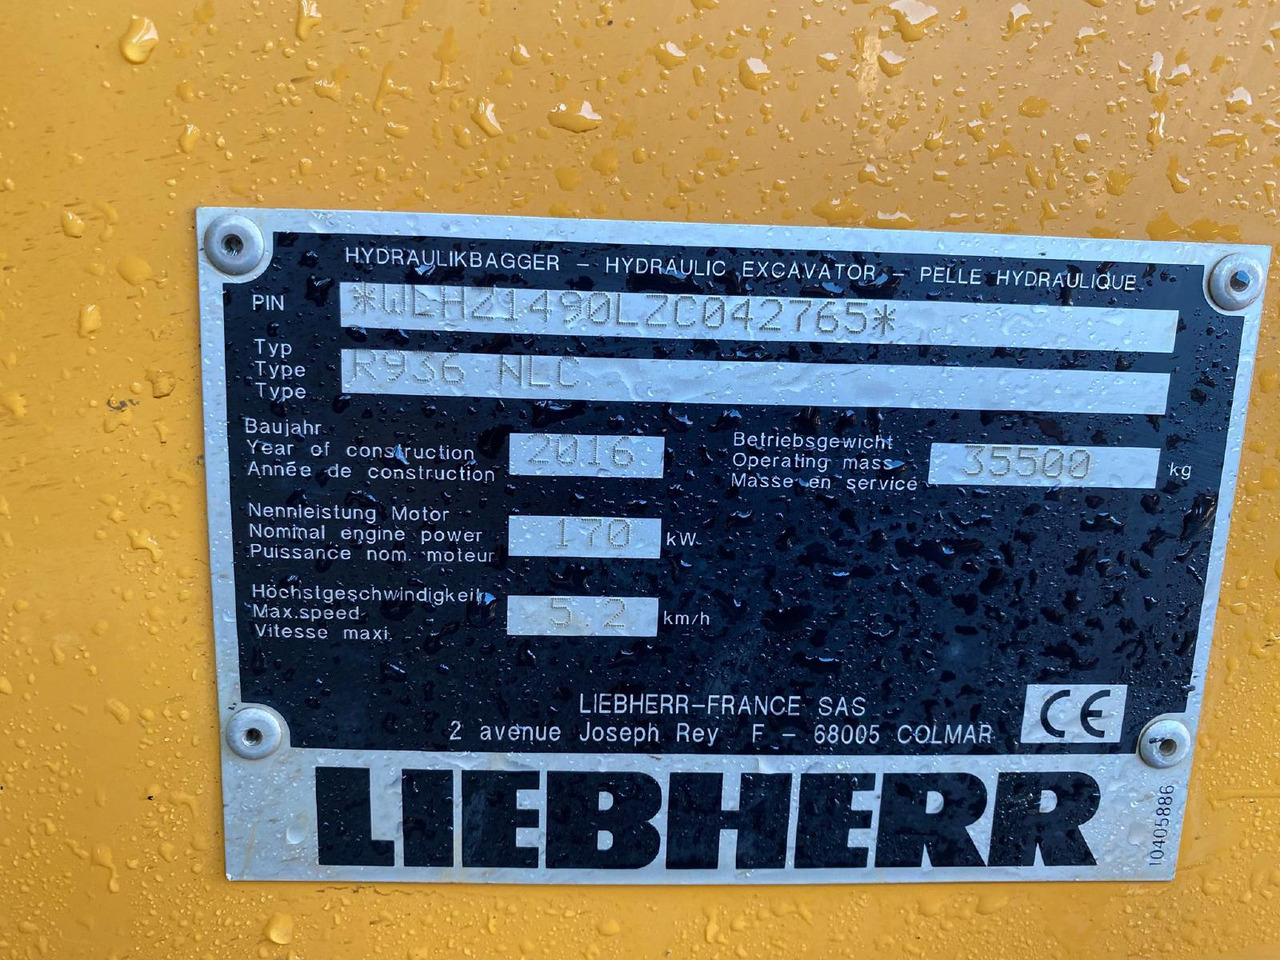 HYDRAULIKBAGGER – HYDRAULIC EXCAVATOR – PELLE HYDRAULIQUE
PIN *WLHZ1490LZC042765*
Typ
Type R936 NLC
Type
Baujahr
Year of construction 2016
Année de construction
Betriebsgewicht
Operating mass 35500 kg
Masse en service
Nennleistung Motor
Nominal engine power 170 kW
Puissance nom. moteur
Höchstgeschwindigkeit
Max.speed 5.2 km/h
Vitesse maxi
LIEBHERR-FRANCE SAS
2 avenue Joseph Rey F – 68005 COLMAR
CE
LIEBHERR
10405886